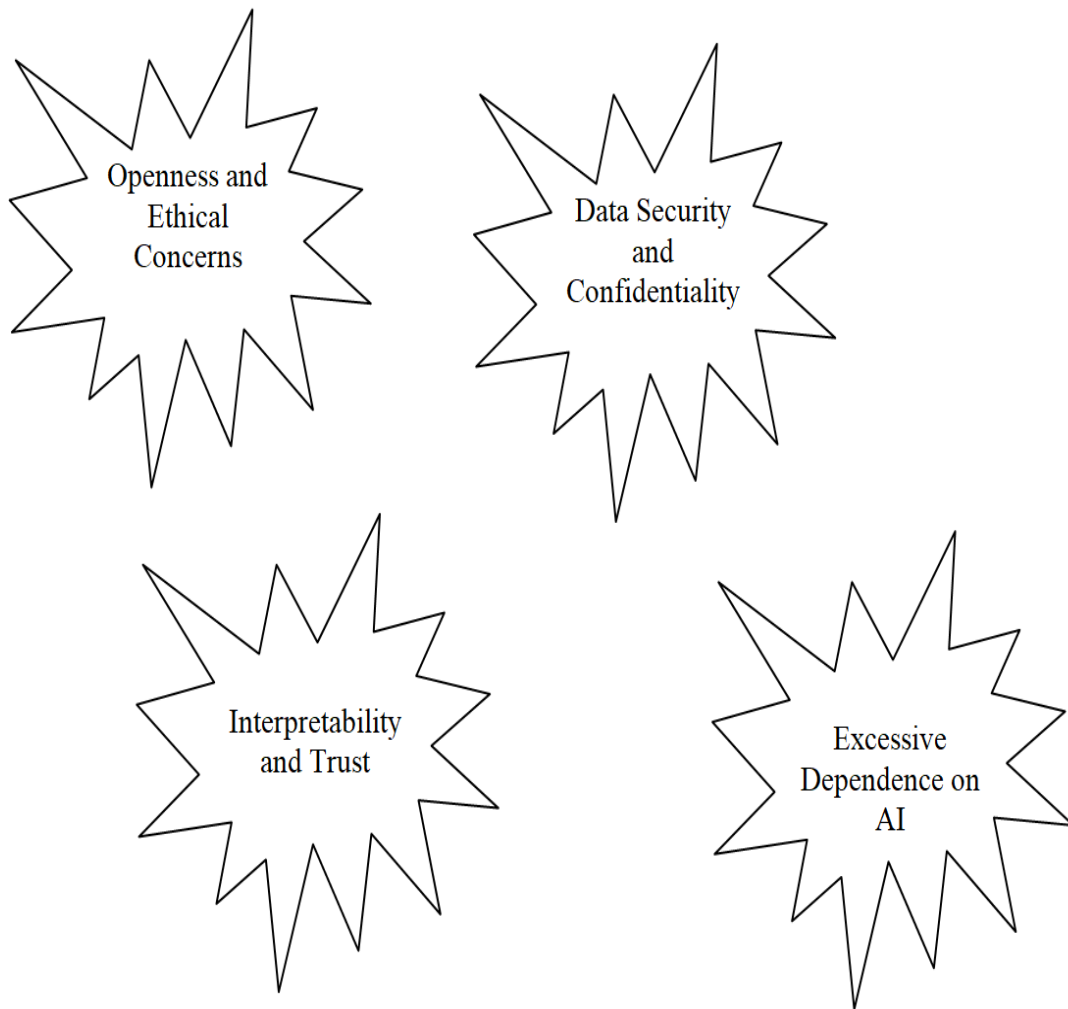 Openness and
Ethical
Concerns
Data Security
and
Confidentiality
Interpretability
and Trust
Excessive
Dependence on
AI